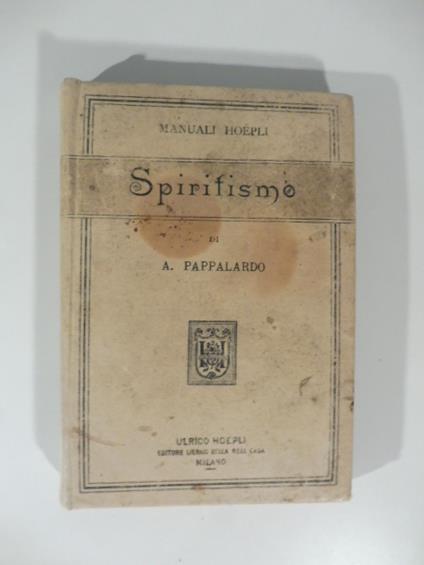 MANUALI HOEPLI
Spiritismo
DI
A. PAPPALARDO
ULRICO HOEPLI
EDITORE LIBRAIO DELLA REAL CASA
MILANO